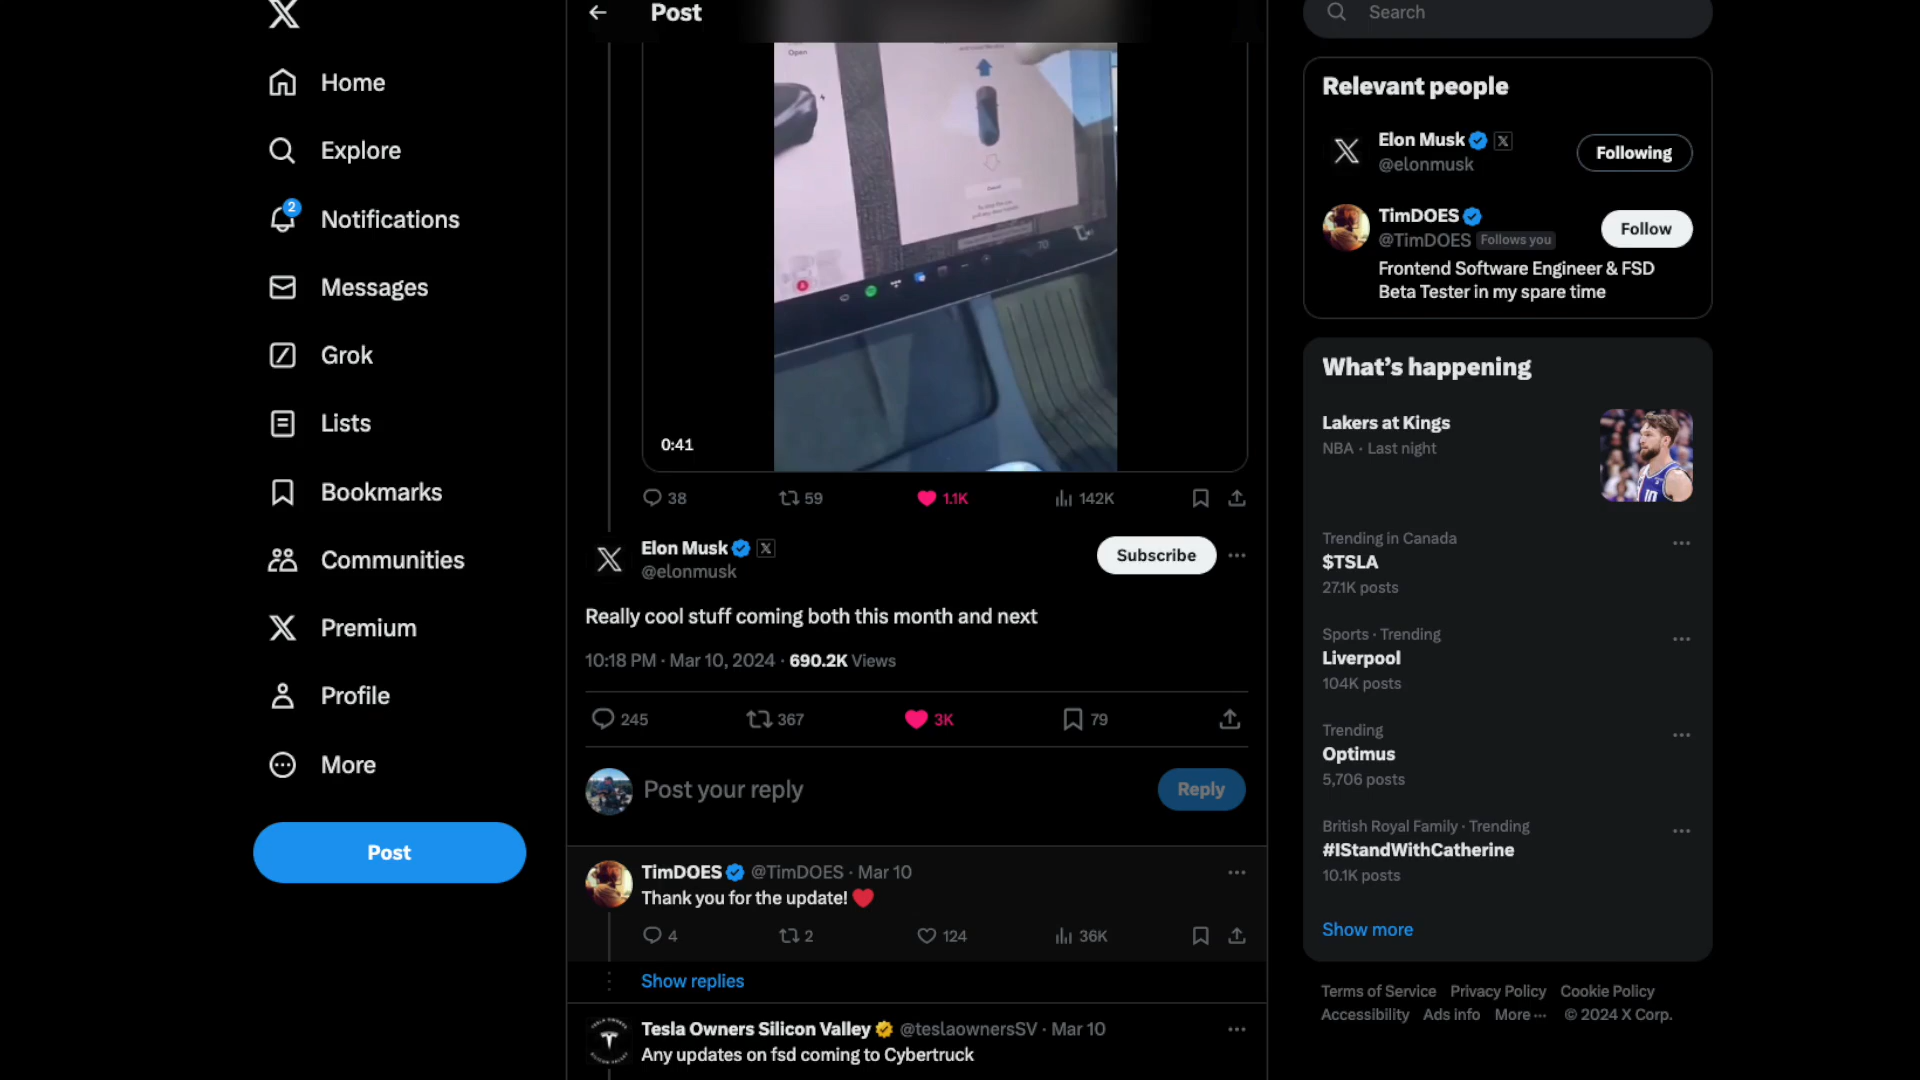 Home
Explore
2
Notifications
Messages
Grok
Lists
Bookmarks
Communities
Premium
Profile
More
Post
Post
Open
70
0:41
38
59
1.1K
142K
Elon Musk
@elonmusk
Subscribe
Really cool stuff coming both this month and next
10:18 PM · Mar 10, 2024 · 690.2K Views
245
367
3K
79
Post your reply
Reply
TimDOES @TimDOES · Mar 10
Thank you for the update!
4
2
124
36K
Show replies
Tesla Owners Silicon Valley @teslaownersSV · Mar 10
Any updates on fsd coming to Cybertruck
Search
Relevant people
Elon Musk
@elonmusk
Following
TimDOES
@TimDOES Follows you
Follow
Frontend Software Engineer & FSD
Beta Tester in my spare time
What's happening
Lakers at Kings
NBA · Last night
Trending in Canada
$TSLA
27.1K posts
Sports · Trending
Liverpool
104K posts
Trending
Optimus
5,706 posts
British Royal Family · Trending
#IStandWithCatherine
10.1K posts
Show more
Terms of Service Privacy Policy Cookie Policy
Accessibility Ads info More ··· © 2024 X Corp.